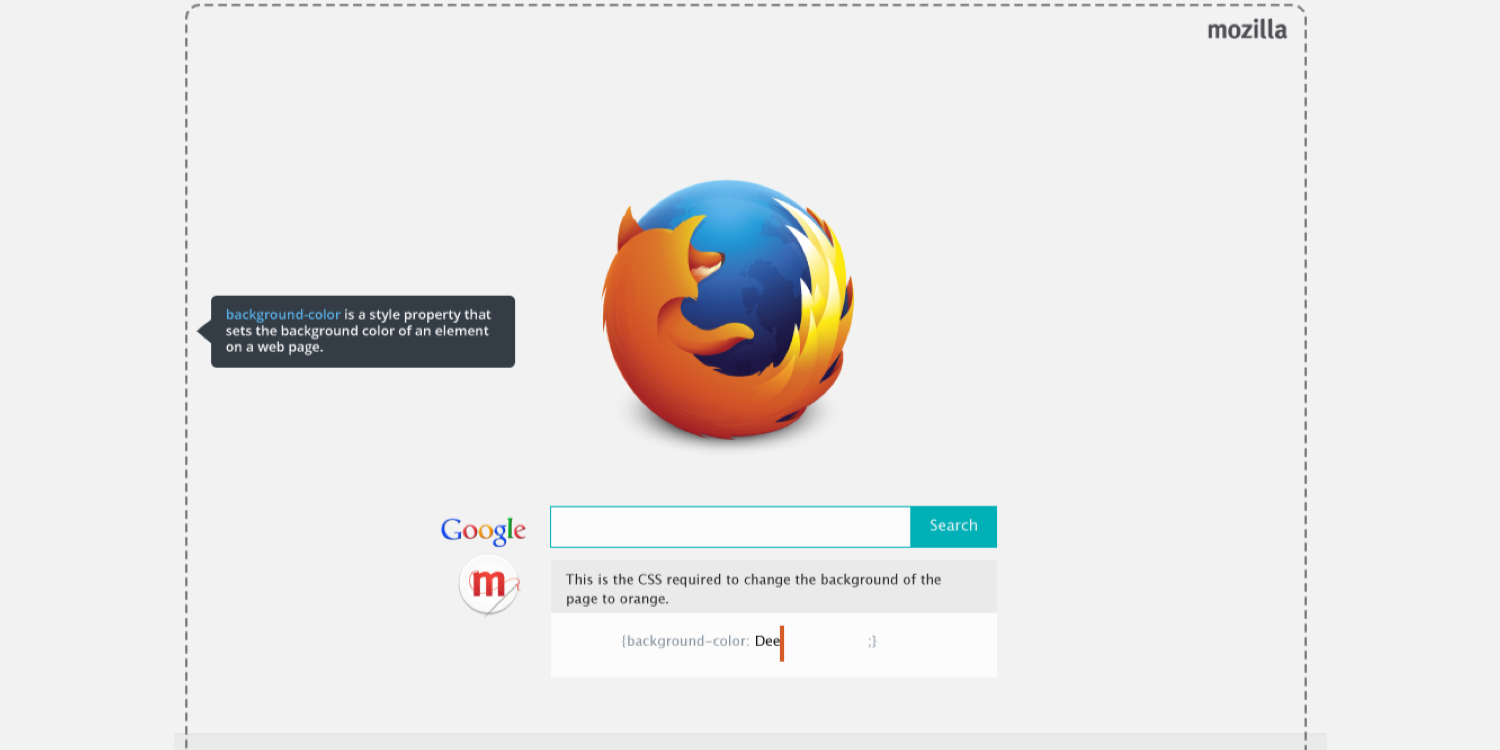 mozilla
background-color is a style property that
sets the background color of an element
on a web page.
Google
Search
m
This is the CSS required to change the background of the
page to orange.
{background-color: Dee ;}